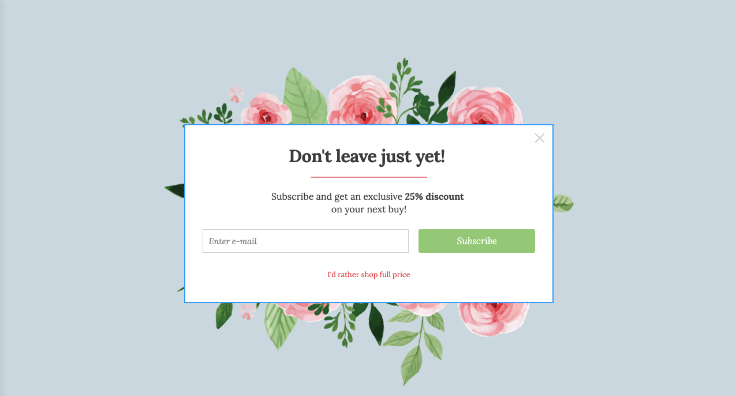 Don't leave just yet!
Subscribe and get an exclusive 25% discount
on your next buy!
Enter e-mail
Subscribe
I'd rather shop full price